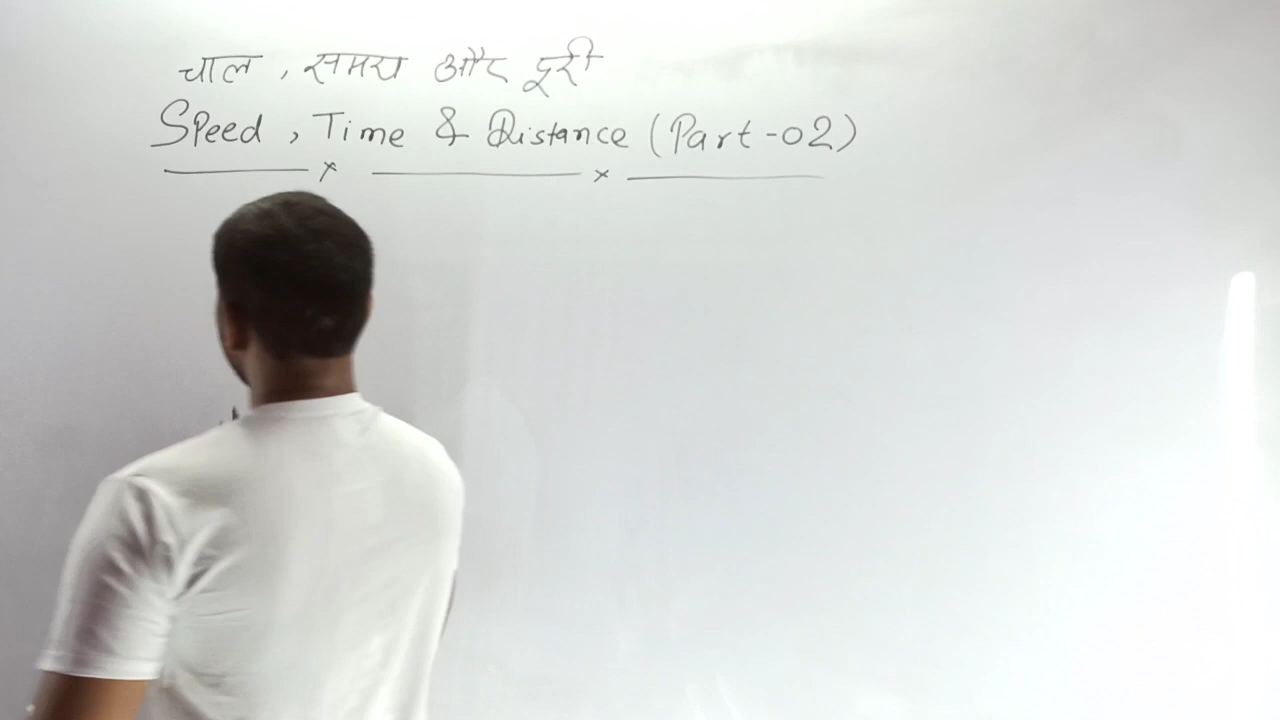 चाल, समय और दूरी
Speed, Time & Distance (Part-02)